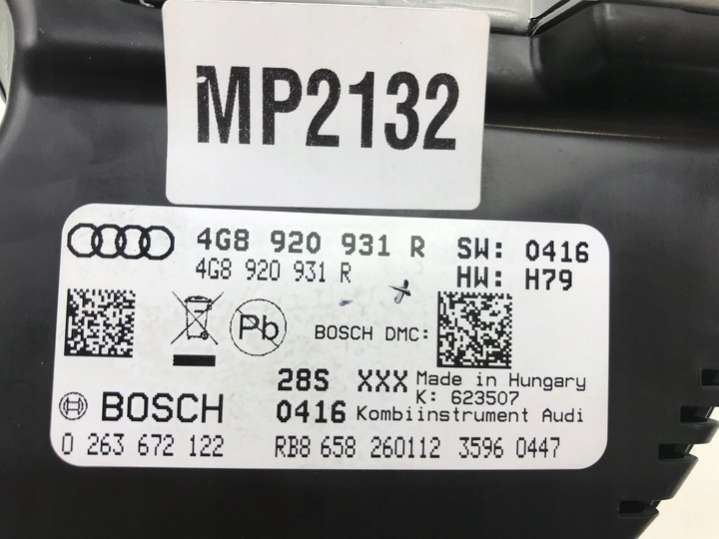 MP2132
4G8 920 931 R SW: 0416
4G8 920 931 R HW: H79
Pb BOSCH DMC:
28S XXX Made in Hungary
K: 623507
BOSCH 0416 Kombiinstrument Audi
0 263 672 122 RB8 658 260112 3596 0447